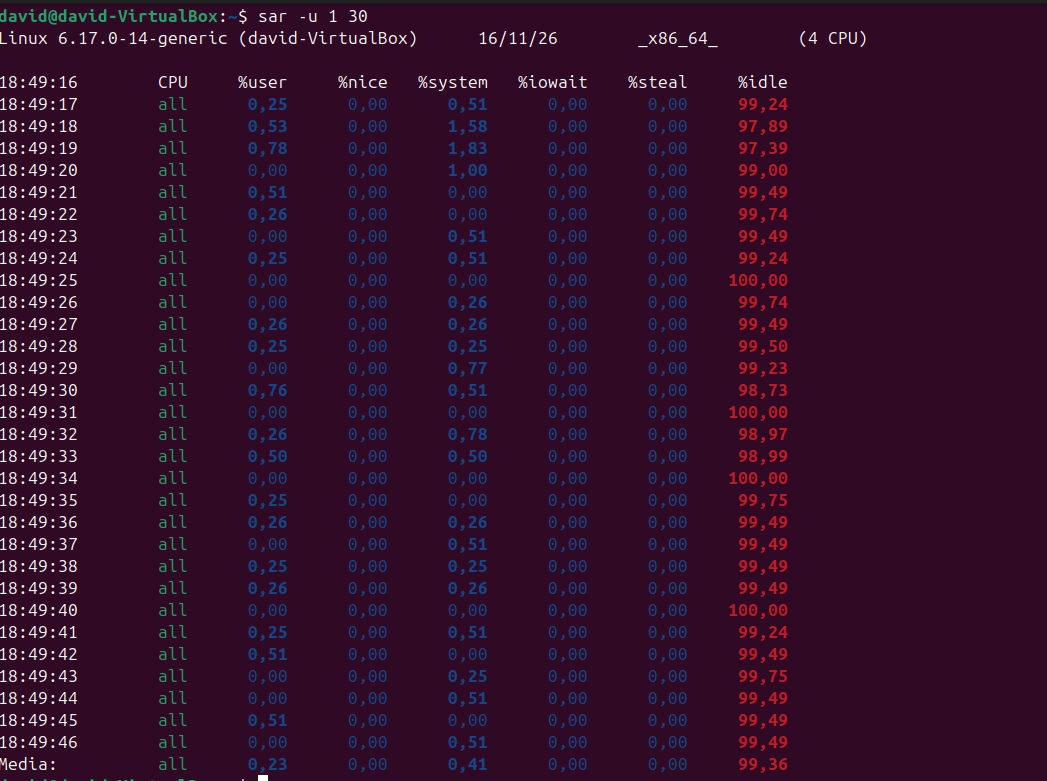 david@david-VirtualBox:~$ sar -u 1 30
Linux 6.17.0-14-generic (david-VirtualBox) 16/11/26 _x86_64_ (4 CPU)
18:49:16 CPU %user %nice %system %iowait %steal %idle
18:49:17 all 0,25 0,00 0,51 0,00 0,00 99,24
18:49:18 all 0,53 0,00 1,58 0,00 0,00 97,89
18:49:19 all 0,78 0,00 1,83 0,00 0,00 97,39
18:49:20 all 0,00 0,00 1,00 0,00 0,00 99,00
18:49:21 all 0,51 0,00 0,00 0,00 0,00 99,49
18:49:22 all 0,26 0,00 0,00 0,00 0,00 99,74
18:49:23 all 0,00 0,00 0,51 0,00 0,00 99,49
18:49:24 all 0,25 0,00 0,51 0,00 0,00 99,24
18:49:25 all 0,00 0,00 0,00 0,00 0,00 100,00
18:49:26 all 0,00 0,00 0,26 0,00 0,00 99,74
18:49:27 all 0,26 0,00 0,26 0,00 0,00 99,49
18:49:28 all 0,25 0,00 0,25 0,00 0,00 99,50
18:49:29 all 0,00 0,00 0,77 0,00 0,00 99,23
18:49:30 all 0,76 0,00 0,51 0,00 0,00 98,73
18:49:31 all 0,00 0,00 0,00 0,00 0,00 100,00
18:49:32 all 0,26 0,00 0,78 0,00 0,00 98,97
18:49:33 all 0,50 0,00 0,50 0,00 0,00 98,99
18:49:34 all 0,00 0,00 0,00 0,00 0,00 100,00
18:49:35 all 0,25 0,00 0,00 0,00 0,00 99,75
18:49:36 all 0,26 0,00 0,26 0,00 0,00 99,49
18:49:37 all 0,00 0,00 0,51 0,00 0,00 99,49
18:49:38 all 0,25 0,00 0,25 0,00 0,00 99,49
18:49:39 all 0,26 0,00 0,26 0,00 0,00 99,49
18:49:40 all 0,00 0,00 0,00 0,00 0,00 100,00
18:49:41 all 0,25 0,00 0,51 0,00 0,00 99,24
18:49:42 all 0,51 0,00 0,00 0,00 0,00 99,49
18:49:43 all 0,00 0,00 0,25 0,00 0,00 99,75
18:49:44 all 0,00 0,00 0,51 0,00 0,00 99,49
18:49:45 all 0,51 0,00 0,00 0,00 0,00 99,49
18:49:46 all 0,00 0,00 0,51 0,00 0,00 99,49
Media: all 0,23 0,00 0,41 0,00 0,00 99,36